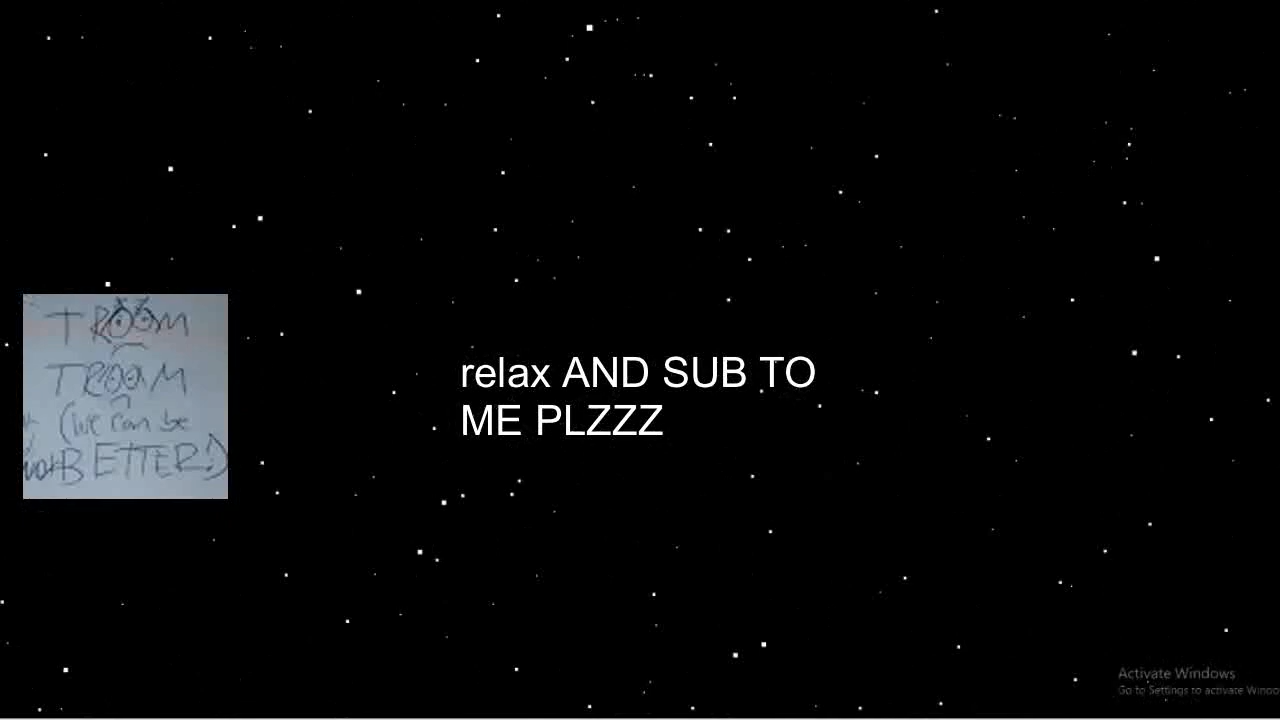 TROOM
TROOM
(we can be
BETTER!)
relax AND SUB TO
ME PLZZZ
Activate Windows
Go to Settings to activate Windo